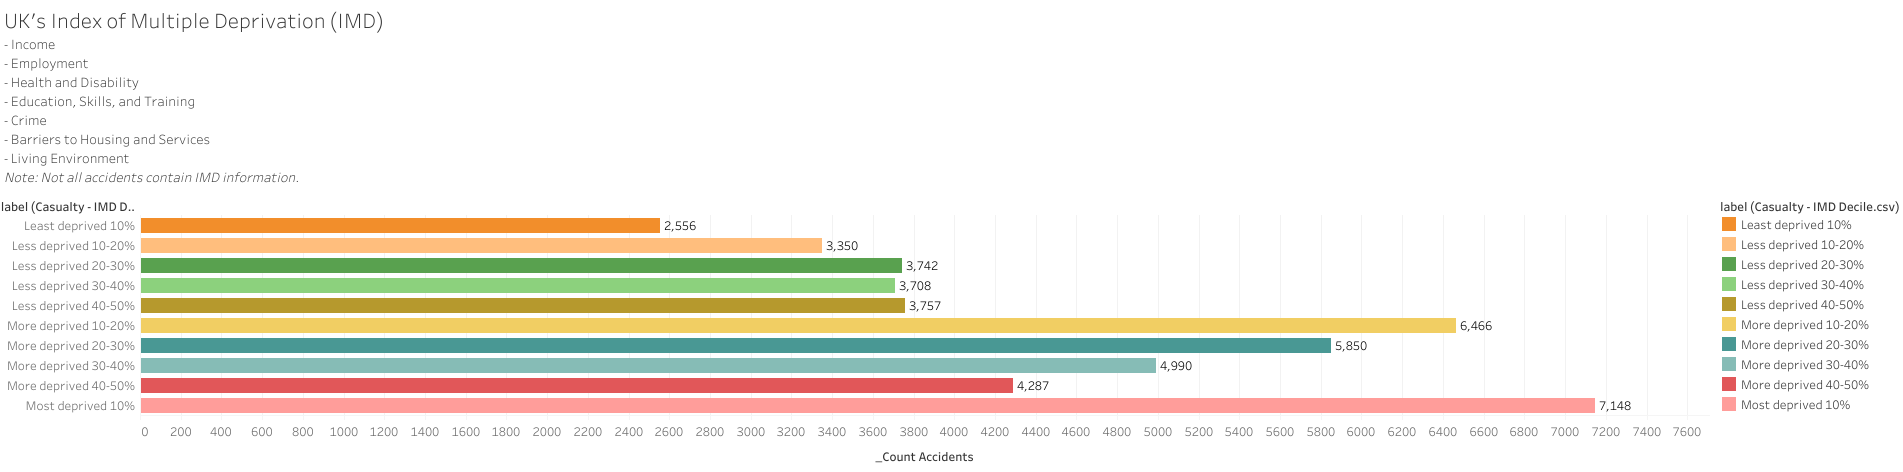 UK's Index of Multiple Deprivation (IMD)
- Income
- Employment
- Health and Disability
- Education, Skills, and Training
- Crime
- Barriers to Housing and Services
- Living Environment
Note: Not all accidents contain IMD information.
label (Casualty - IMD D..
Least deprived 10% 2,556
Less deprived 10-20% 3,350
Less deprived 20-30% 3,742
Less deprived 30-40% 3,708
Less deprived 40-50% 3,757
More deprived 10-20% 6,466
More deprived 20-30% 5,850
More deprived 30-40% 4,990
More deprived 40-50% 4,287
Most deprived 10% 7,148
0 200 400 600 800 1000 1200 1400 1600 1800 2000 2200 2400 2600 2800 3000 3200 3400 3600 3800 4000 4200 4400 4600 4800 5000 5200 5400 5600 5800 6000 6200 6400 6600 6800 7000 7200 7400 7600
_Count Accidents
label (Casualty - IMD Decile.csv)
Least deprived 10%
Less deprived 10-20%
Less deprived 20-30%
Less deprived 30-40%
Less deprived 40-50%
More deprived 10-20%
More deprived 20-30%
More deprived 30-40%
More deprived 40-50%
Most deprived 10%